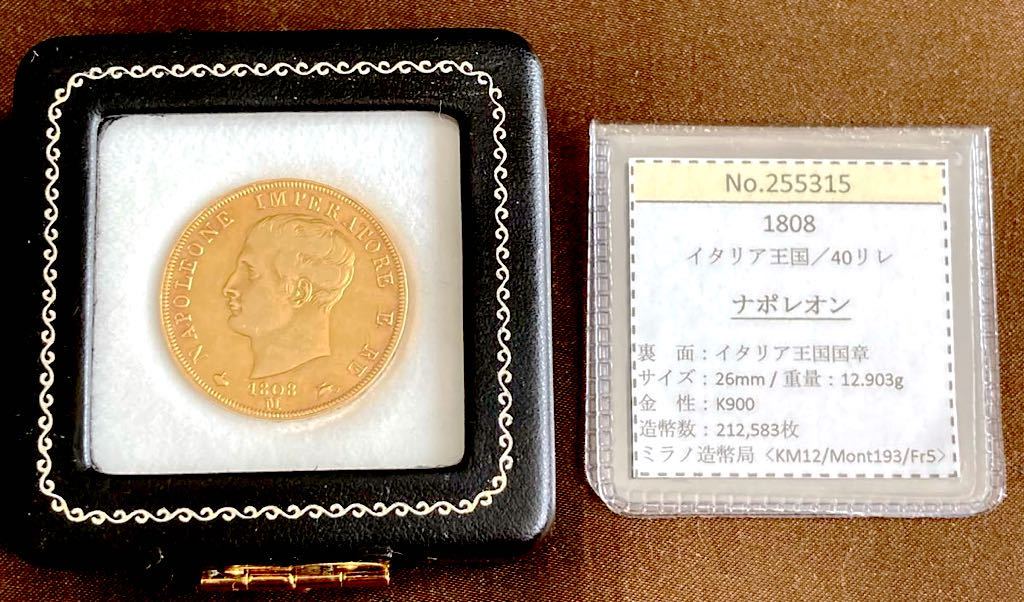 NAPOLEONE IMPERATORE E RE
1808
M
No.255315
1808
イタリア王国／40リレ
ナポレオン
裏　面：イタリア王国国章
サイズ：26mm / 重量：12.903g
金　性：K900
造幣数：212,583枚
ミラノ造幣局〈KM12/Mont193/Fr5〉